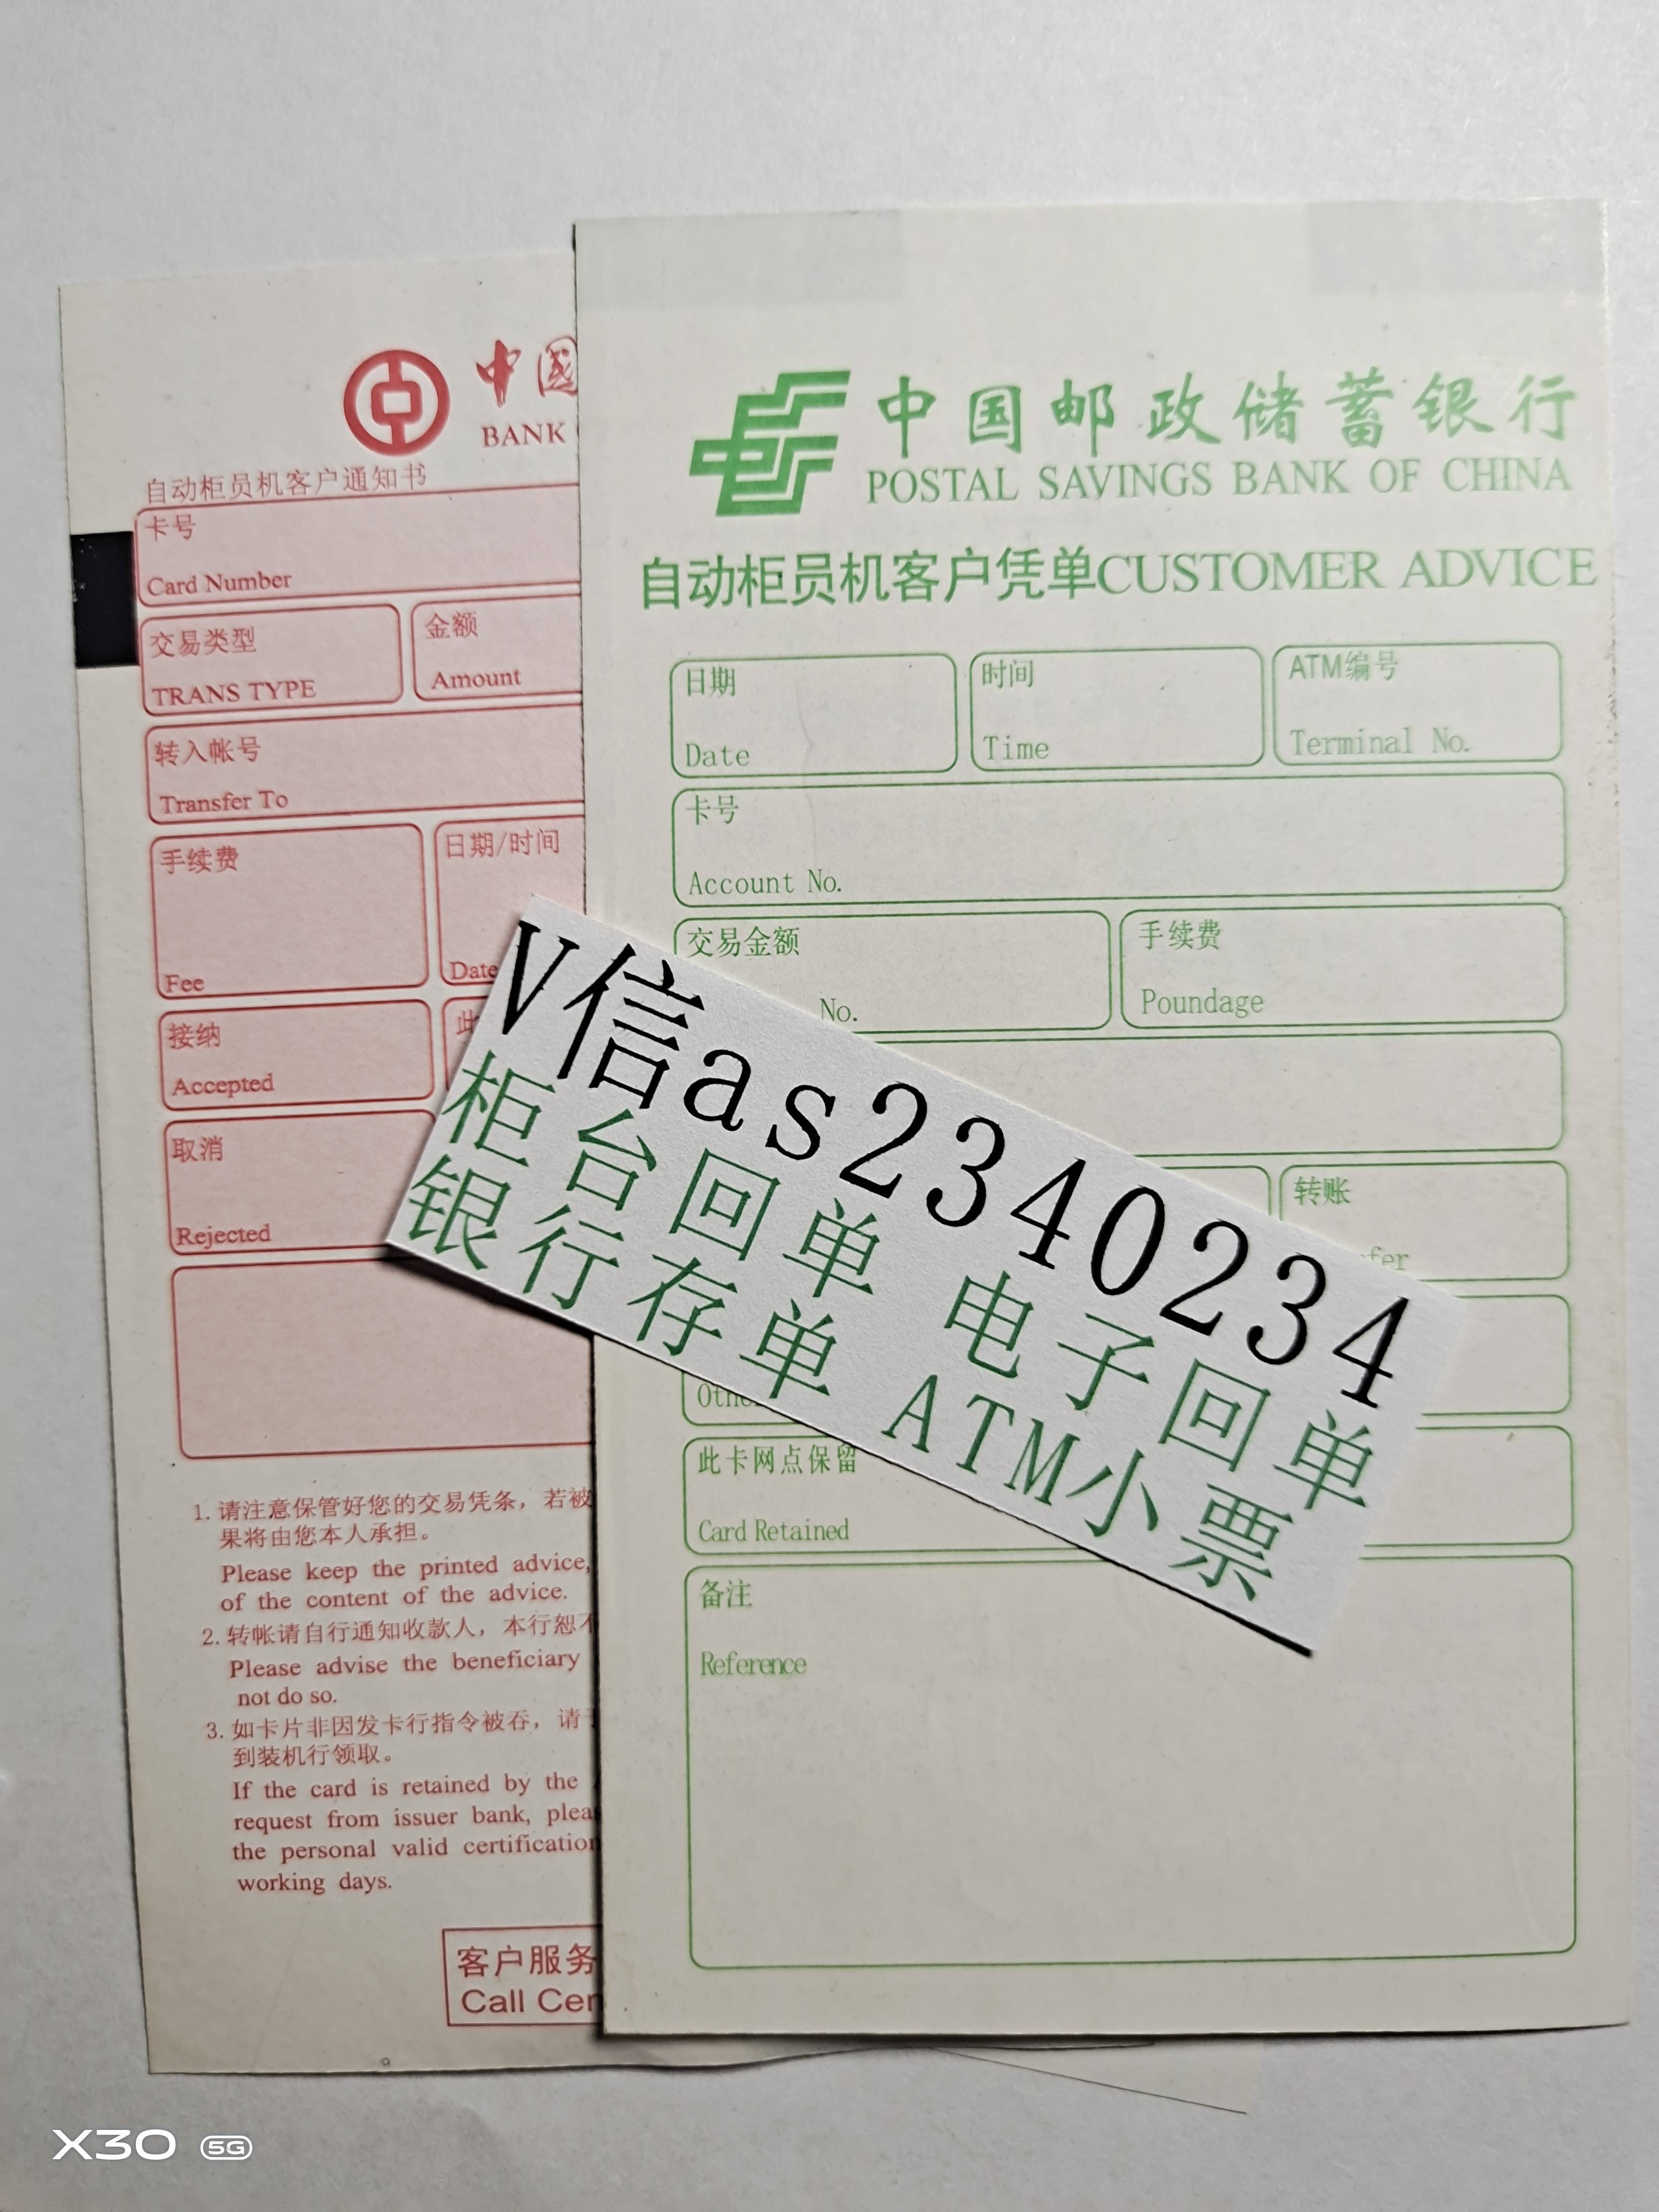 中国
BANK
自动柜员机客户通知书
卡号
Card Number
交易类型
TRANS TYPE
金额
Amount
转入帐号
Transfer To
手续费
Fee
日期/时间
Date
接纳
Accepted
此
取消
Rejected
1. 请注意保管好您的交易凭条，若被
果将由您本人承担。
Please keep the printed advice,
of the content of the advice.
2. 转帐请自行通知收款人，本行恕不
Please advise the beneficiary
not do so.
3. 如卡片非因发卡行指令被吞，请
到装机行领取。
If the card is retained by the
request from issuer bank, plea
the personal valid certification
working days.
客户服务
Call Cen
中国邮政储蓄银行
POSTAL SAVINGS BANK OF CHINA
自动柜员机客户凭单CUSTOMER ADVICE
日期
Date
时间
Time
ATM编号
Terminal No.
卡号
Account No.
交易金额
No.
手续费
Poundage
转账
fer
Othe
此卡网点保留
Card Retained
备注
Reference
V信as2340234
柜台回单 电子回单
银行存单 ATM小票
X30 5G